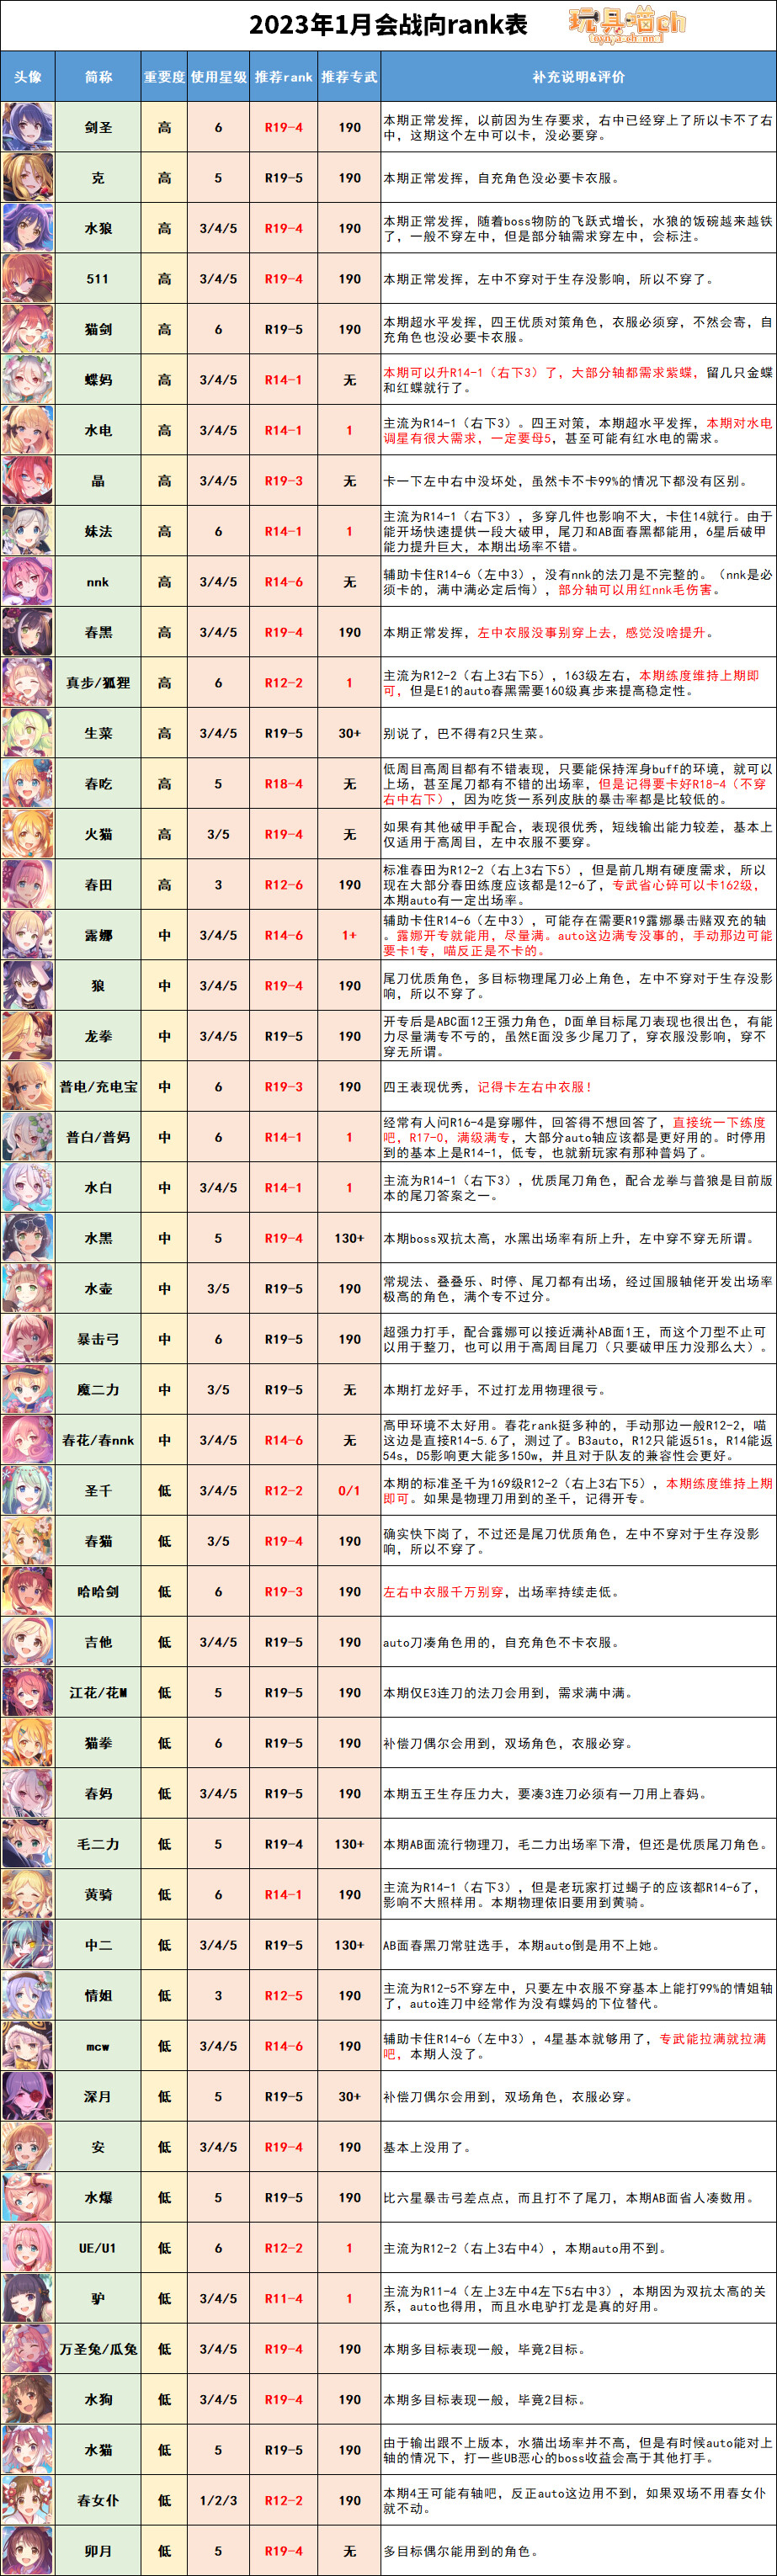 2023年1月会战向rank表
玩具喵ch
头像 简称 重要度 使用星级 推荐rank 推荐专武 补充说明&评价
剑圣 高 6 R19-4 190 本期正常发挥，以前因为生存要求，右中已经穿上了所以卡不了右
中，这期这个左中可以卡，没必要穿。
克 高 5 R19-5 190 本期正常发挥，自充角色没必要卡衣服。
水狼 高 3/4/5 R19-4 190 本期正常发挥，随着boss物防的飞跃式增长，水狼的饭碗越来越铁
了，一般不穿左中，但是部分轴需求穿左中，会标注。
511 高 3/4/5 R19-4 190 本期正常发挥，左中不穿对于生存没影响，所以不穿了。
猫剑 高 6 R19-5 190 本期超水平发挥，四王优质对策角色，衣服必须穿，不然会寄，自
充角色也没必要卡衣服。
蝶妈 高 3/4/5 R14-1 无 本期可以升R14-1（右下3）了，大部分轴都需求紫蝶，留几只金蝶
和红蝶就行了。
水电 高 3/4/5 R14-1 1 主流为R14-1（右下3）。四王对策，本期超水平发挥，本期对水电
调星有很大需求，一定要母5，甚至可能有红水电的需求。
晶 高 3/4/5 R19-3 无 卡一下左中右中没坏处，虽然卡不卡99%的情况下都没有区别。
妹法 高 6 R14-1 1 主流为R14-1（右下3），多穿几件也影响不大，卡住14就行。由于
能开场快速提供一段大破甲，尾刀和AB面春黑都能用，6星后破甲
能力提升巨大，本期出场率不错。
nnk 高 3/4/5 R14-6 无 辅助卡住R14-6（左中3），没有nnk的法刀是不完整的。（nnk是必
须卡的，满中满必定后悔），部分轴可以用红nnk毛伤害。
春黑 高 3/4/5 R19-4 190 本期正常发挥，左中衣服没事别穿上去，感觉没啥提升。
真步/狐狸 高 6 R12-2 1 主流为R12-2（右上3右下5），163级左右，本期练度维持上期即
可，但是E1的auto春黑需要160级真步来提高稳定性。
生菜 高 3/4/5 R19-5 30+ 别说了，巴不得有2只生菜。
春吃 高 5 R18-4 无 低周目高周目都有不错表现，只要能保持浑身buff的环境，就可以
上场，甚至尾刀都有不错的出场率，但是记得要卡好R18-4（不穿
右中右下），因为吃货一系列皮肤的暴击率都是比较低的。
火猫 高 3/5 R19-4 无 如果有其他破甲手配合，表现很优秀，短线输出能力较差，基本上
仅适用于高周目，左中衣服不要穿。
春田 高 3 R12-6 190 标准春田为R12-2（右上3右下5），但是前几期有硬度需求，所以
现在大部分春田练度应该都是12-6了，专武省心碎可以卡162级，
本期auto有一定出场率。
露娜 中 3/4/5 R14-6 1+ 辅助卡住R14-6（左中3），可能存在需要R19露娜暴击赌双充的轴
。露娜开专就能用，尽量满。auto这边满专没事的，手动那边可能
要卡1专，喵反正是不卡的。
狼 中 3/4/5 R19-4 190 尾刀优质角色，多目标物理尾刀必上角色，左中不穿对于生存没影
响，所以不穿了。
龙拳 中 3/4/5 R19-5 190 开专后是ABC面12王强力角色，D面单目标尾刀表现也很出色，有能
力尽量满专不亏的，虽然E面没多少尾刀了，穿衣服没影响，穿不
穿无所谓。
普电/充电宝 中 6 R19-3 190 四王表现优秀，记得卡左右中衣服！
普白/普妈 中 6 R14-1 1 经常有人问R16-4是穿哪件，回答得不想回答了，直接统一下练度
吧，R17-0，满级满专，大部分auto轴应该都是更好用的。时停用
到的基本上是R14-1，低专，也就新玩家有那种普妈了。
水白 中 3/4/5 R14-1 1 主流为R14-1（右下3），优质尾刀角色，配合龙拳与普狼是目前版
本的尾刀答案之一。
水黑 中 5 R19-4 130+ 本期boss双抗太高，水黑出场率有所上升，左中穿不穿无所谓。
水壶 中 3/5 R19-5 190 常规法、叠叠乐、时停、尾刀都有出场，经过国服轴佬开发出场率
极高的角色，满个专不过分。
暴击弓 中 6 R19-5 190 超强力打手，配合露娜可以接近满补AB面1王，而这个刀型不止可
以用于整刀，也可以用于高周目尾刀（只要破甲压力没那么大）。
魔二力 中 3/5 R19-5 无 本期打龙好手，不过打龙用物理很亏。
春花/春nnk 中 3/4/5 R14-6 无 高甲环境不太好用。春花rank挺多种的，手动那边一般R12-2，喵
这边是直接R14-5.6了，测过了。B3auto，R12只能返51s，R14能返
54s，D5影响更大能多150w，并且对于队友的兼容性会更好。
圣千 低 3/4/5 R12-2 0/1 本期的标准圣千为169级R12-2（右上3右下5），本期练度维持上期
即可。如果是物理刀用到的圣千，记得开专。
春猫 低 3/5 R19-4 190 确实快下岗了，不过还是尾刀优质角色，左中不穿对于生存没影
响，所以不穿了。
哈哈剑 低 6 R19-3 190 左右中衣服千万别穿，出场率持续走低。
吉他 低 3/4/5 R19-5 190 auto刀凑角色用的，自充角色不卡衣服。
江花/花M 低 5 R19-5 190 本期仅E3连刀的法刀会用到，需求满中满。
猫拳 低 6 R19-5 190 补偿刀偶尔会用到，双场角色，衣服必穿。
春妈 低 3/4/5 R19-5 190 本期五王生存压力大，要凑3连刀必须有一刀用上春妈。
毛二力 低 5 R19-4 130+ 本期AB面流行物理刀，毛二力出场率下滑，但还是优质尾刀角色。
黄骑 低 6 R14-1 190 主流为R14-1（右下3），但是老玩家打过蝎子的应该都R14-6了，
影响不大照样用。本期物理依旧要用到黄骑。
中二 低 3/4/5 R19-5 130+ AB面春黑刀常驻选手，本期auto倒是用不上她。
情姐 低 3 R12-5 190 主流为R12-5不穿左中，只要左中衣服不穿基本上能打99%的情姐轴
了，auto连刀中经常作为没有蝶妈的下位替代。
mcw 低 3/4/5 R14-6 190 辅助卡住R14-6（左中3），4星基本就够用了，专武能拉满就拉满
吧，本期人没了。
深月 低 5 R19-5 30+ 补偿刀偶尔会用到，双场角色，衣服必穿。
安 低 3/4/5 R19-4 190 基本上没用了。
水爆 低 5 R19-5 190 比六星暴击弓差点点，而且打不了尾刀，本期AB面省人凑数用。
UE/U1 低 6 R12-2 1 主流为R12-2（右上3右中4），本期auto用不到。
驴 低 3/4/5 R11-4 1 主流为R11-4（左上3左中4左下5右中3），本期因为双抗太高的关
系，auto也得用，而且水电驴打龙是真的好用。
万圣兔/瓜兔 低 3/4/5 R19-4 190 本期多目标表现一般，毕竟2目标。
水狗 低 3/4/5 R19-4 190 本期多目标表现一般，毕竟2目标。
水猫 低 5 R19-5 190 由于输出跟不上版本，水猫出场率并不高，但是有时候auto能对上
轴的情况下，打一些UB恶心的boss收益会高于其他打手。
春女仆 低 1/2/3 R12-2 190 本期4王可能有轴吧，反正auto这边用不到，如果双场不用春女仆
就不动。
卯月 低 5 R19-4 无 多目标偶尔能用到的角色。